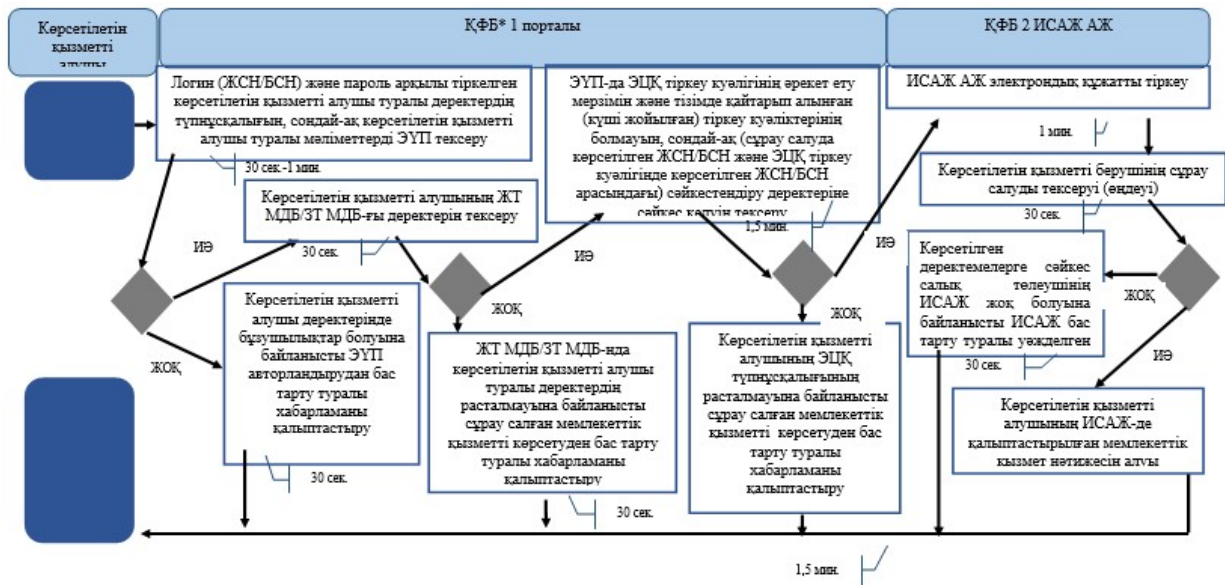 Көрсетілетін
қызметті
алушы
ҚФБ* 1 порталы
ҚФБ 2 ИСАЖ АЖ
Логин (ЖСН/БСН) және пароль арқылы тіркелген
көрсетілетін қызметті алушы туралы деректердің
түпнұсқалығын, сондай-ақ көрсетілетін қызметті
алушы туралы мәліметтерді ЭҮП тексеру
30 сек.-1 мин.
Көрсетілетін қызметті алушының ЖТ
МДБ/ЗТ МДБ-ғы деректерін тексеру
30 сек.
ЭҮП-да ЭЦҚ тіркеу куәлігінің әрекет ету
мерзімін және тізімде қайтарып алынған
(күші жойылған) тіркеу куәліктерінің
болмауын, сондай-ақ (сұрау салуда
көрсетілген ЖСН/БСН және ЭЦҚ тіркеу
куәлігінде көрсетілген ЖСН/БСН
арасындағы) сәйкестендіру деректеріне
сәйкес келуін тексеру
1,5 мин.
ИСАЖ АЖ электрондық құжатты тіркеу
1 мин.
Көрсетілетін қызметті берушінің сұрау
салуды тексеруі (өңдеуі)
30 сек.
ИӘ
ИӘ
ИӘ
Көрсетілген
деректемелерге сәйкес
салық төлеушінің
ИСАЖ жоқ болуына
байланысты ИСАЖ бас
тарту туралы уәжделген
30 сек.
ЖОҚ
ИӘ
ЖОҚ
Көрсетілетін қызметті
алушы деректерінде
бұзушылықтар болуына
байланысты ЭҮП
авторландырудан бас
тарту туралы
хабарламаны
қалыптастыру
30 сек.
ЖОҚ
ЖТ МДБ/ЗТ МДБ-нда
көрсетілетін қызметті алушы
туралы деректердің
расталмауына байланысты
сұрау салған мемлекеттік
қызметті көрсетуден бас тарту
туралы хабарламаны
қалыптастыру
30 сек.
ЖОҚ
Көрсетілетін қызметті
алушының ЭЦҚ
түпнұсқалығының
расталмауына байланысты
сұрау салған мемлекеттік
қызметті көрсетуден бас
тарту туралы
хабарламаны
қалыптастыру
Көрсетілетін қызметті
алушының ИСАЖ-де
қалыптастырылған мемлекеттік
қызмет нәтижесін алуы
1,5 мин.